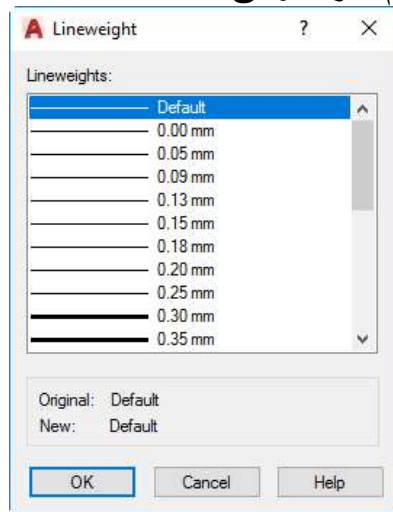 Lineweight ? ×
Lineweights:
Default
0.00 mm
0.05 mm
0.09 mm
0.13 mm
0.15 mm
0.18 mm
0.20 mm
0.25 mm
0.30 mm
0.35 mm
Original: Default
New: Default
OK Cancel Help